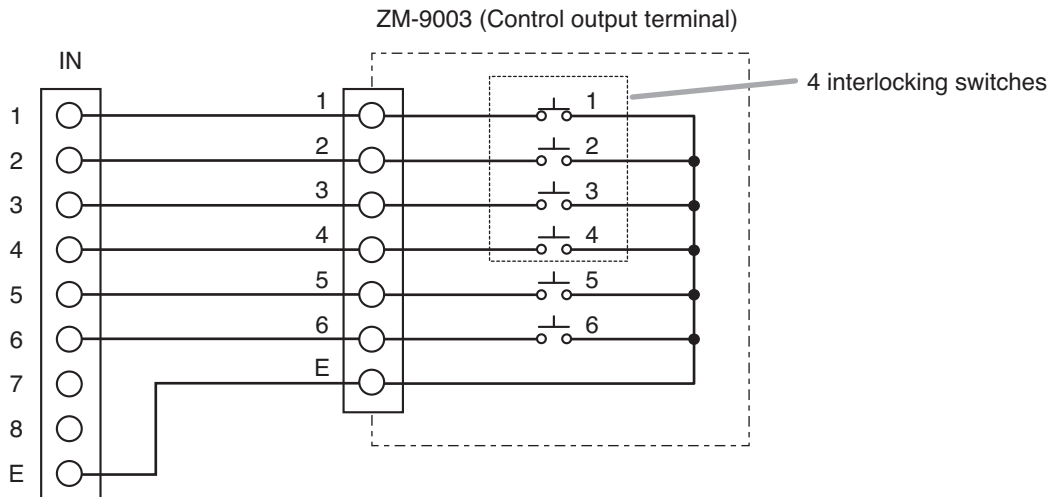 ZM-9003 (Control output terminal)
IN
4 interlocking switches
1 1 1
2 2 2
3 3 3
4 4 4
5 5 5
6 6 6
7 E
8
E